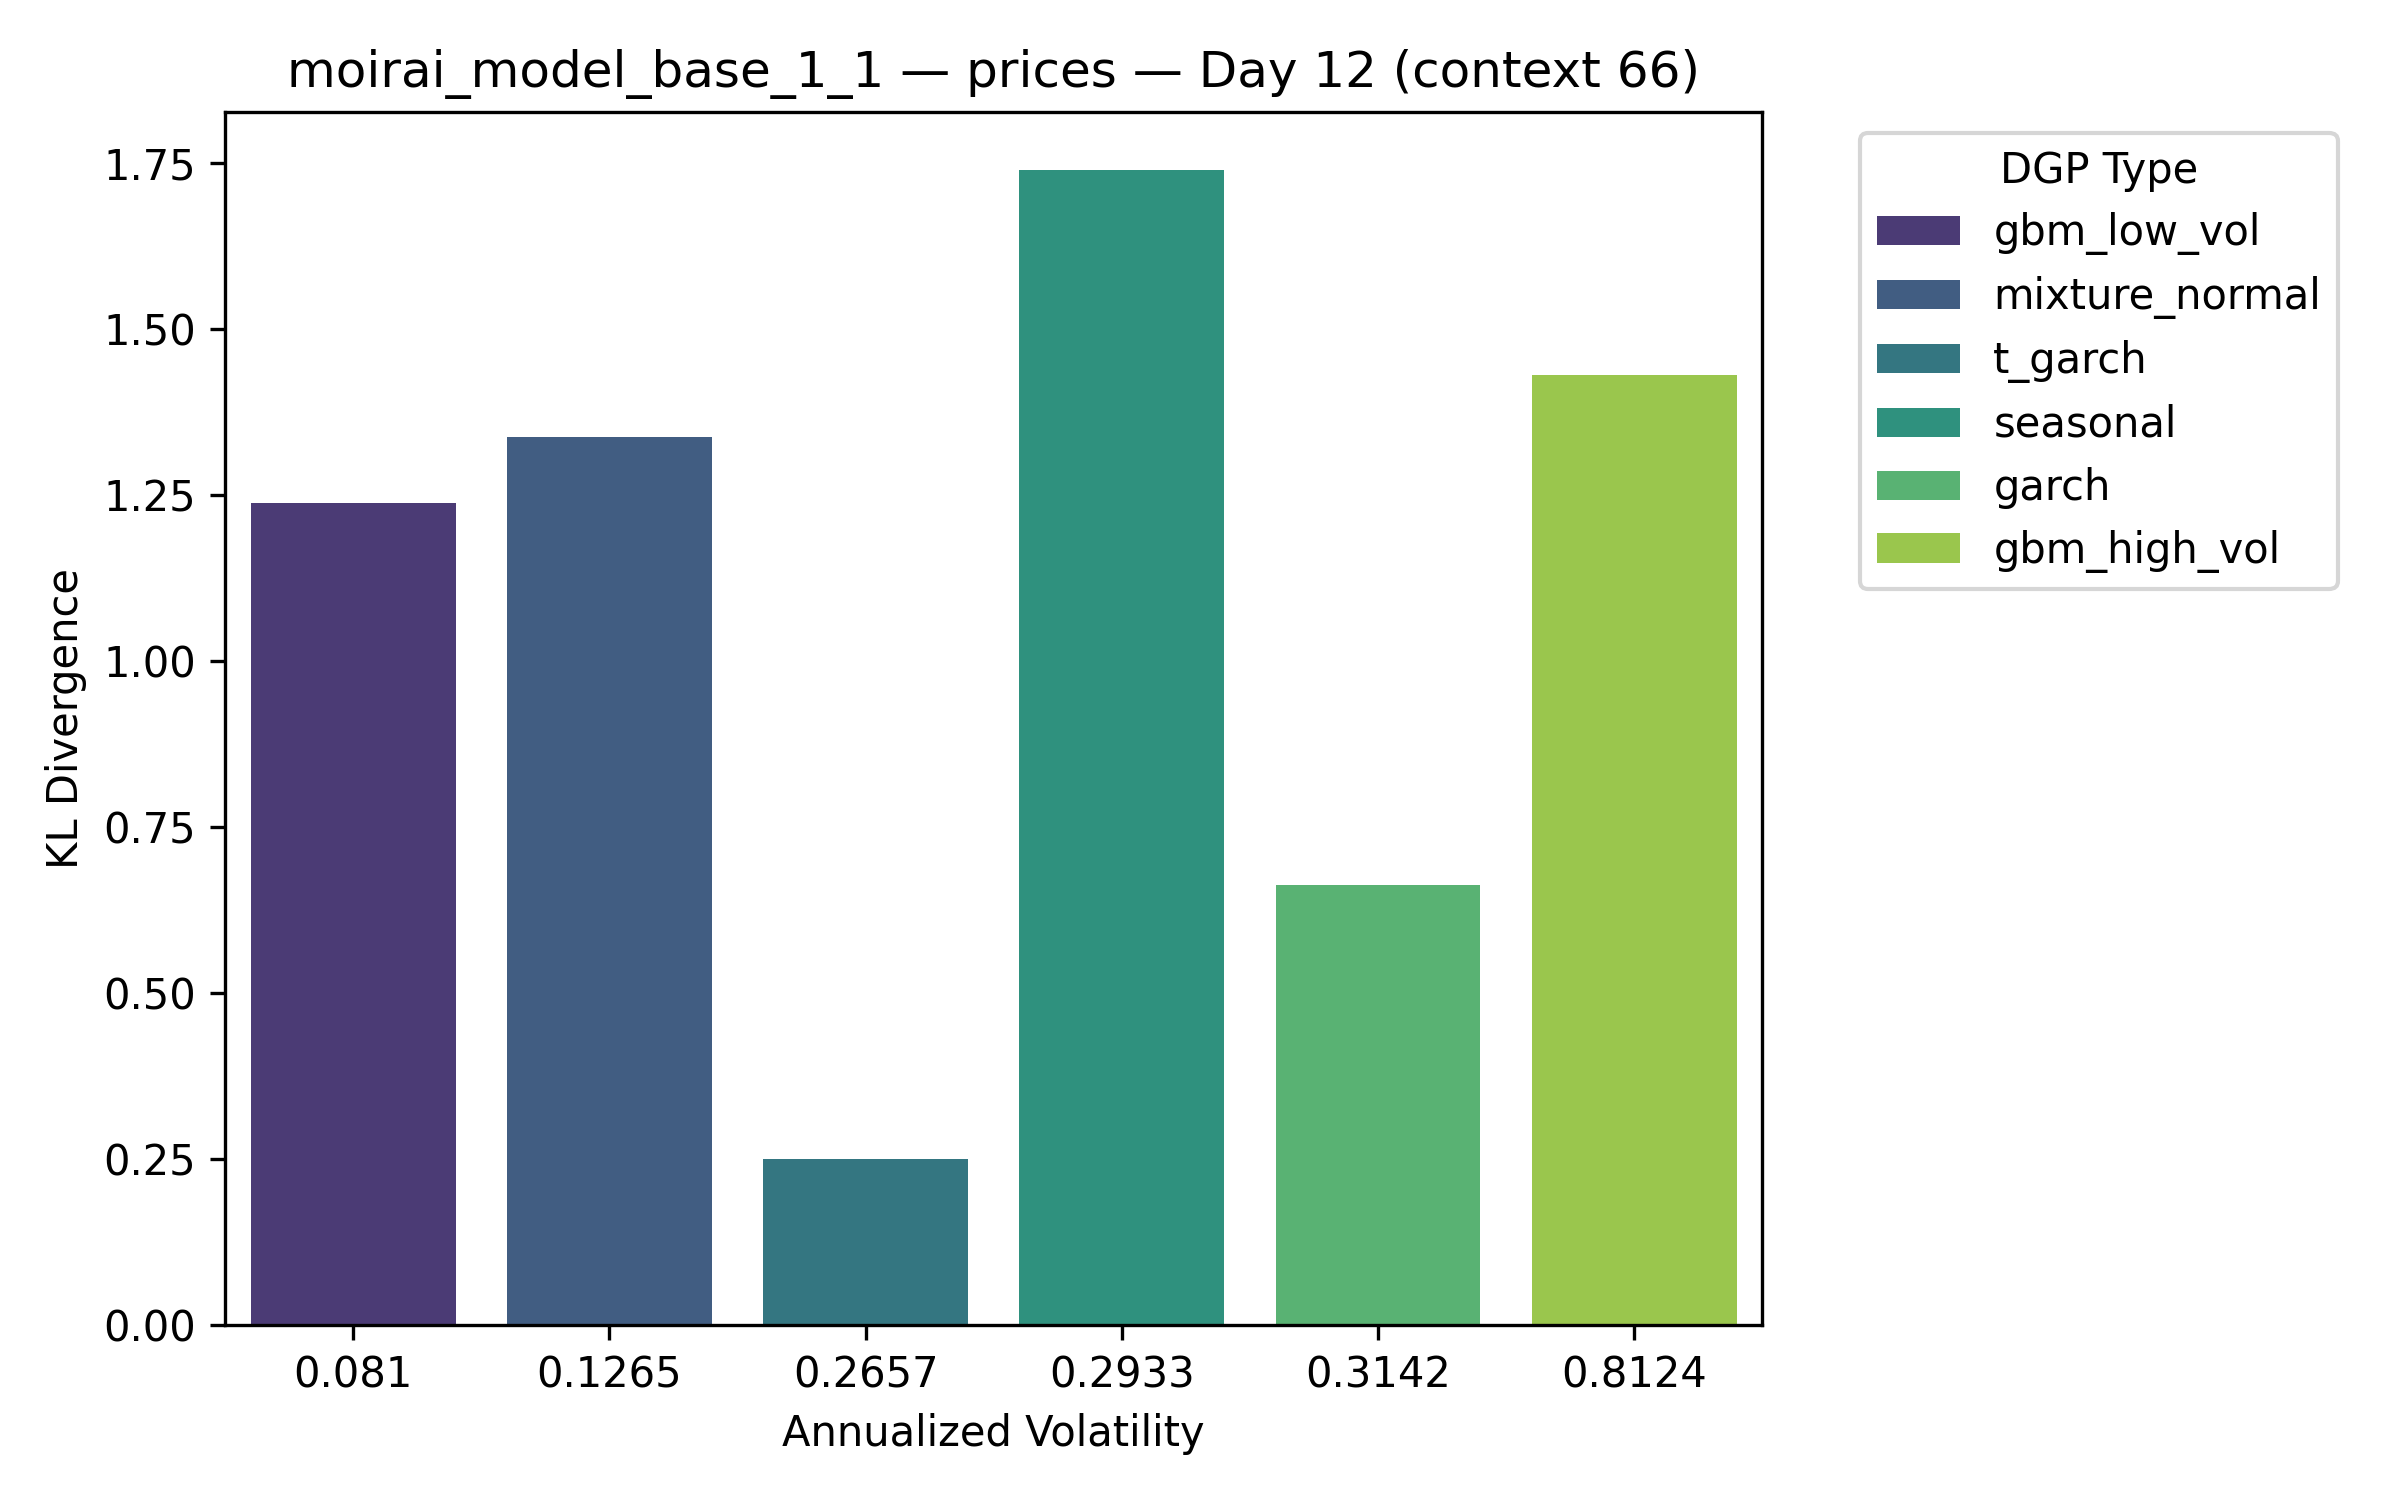 moirai_model_base_1_1 — prices — Day 12 (context 66)
KL Divergence
1.75
1.50
1.25
1.00
0.75
0.50
0.25
0.00
0.081 0.1265 0.2657 0.2933 0.3142 0.8124
Annualized Volatility
DGP Type
gbm_low_vol
mixture_normal
t_garch
seasonal
garch
gbm_high_vol